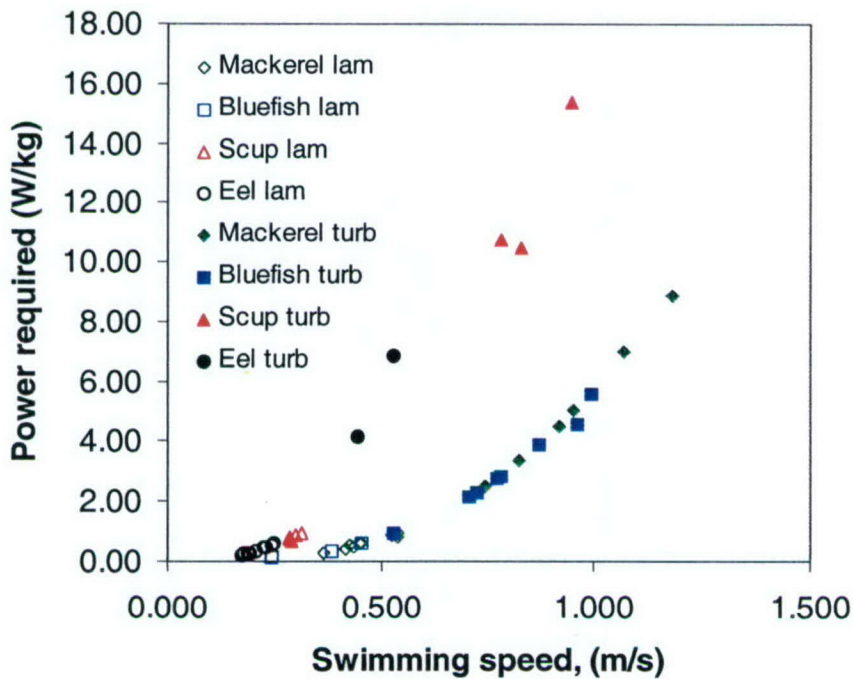 18.00
16.00
14.00
12.00
10.00
8.00
6.00
4.00
2.00
0.00
Power required (W/kg)
Mackerel lam
Bluefish lam
Scup lam
Eel lam
Mackerel turb
Bluefish turb
Scup turb
Eel turb
0.000 0.500 1.000 1.500
Swimming speed, (m/s)